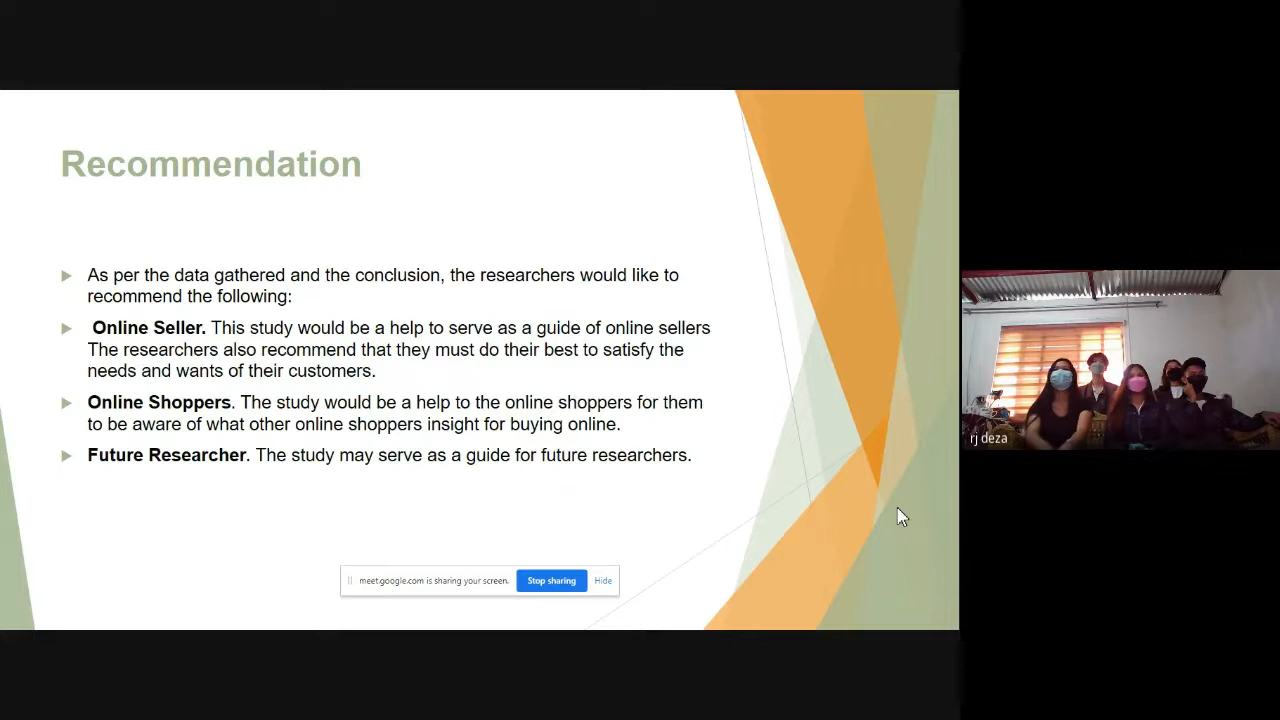 Recommendation
As per the data gathered and the conclusion, the researchers would like to
recommend the following:
Online Seller. This study would be a help to serve as a guide of online sellers
The researchers also recommend that they must do their best to satisfy the
needs and wants of their customers.
Online Shoppers. The study would be a help to the online shoppers for them
to be aware of what other online shoppers insight for buying online.
Future Researcher. The study may serve as a guide for future researchers.
meet.google.com is sharing your screen.
Stop sharing
Hide
rj deza